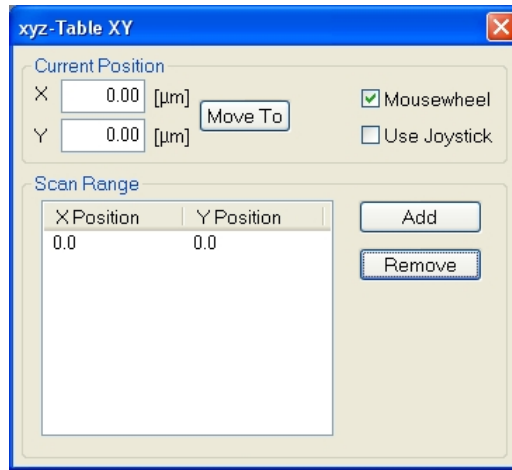 xyz-Table XY
Current Position
X 0.00 [µm]
Move To
Y 0.00 [µm]
Mousewheel
Use Joystick
Scan Range
X Position Y Position
0.0 0.0
Add
Remove